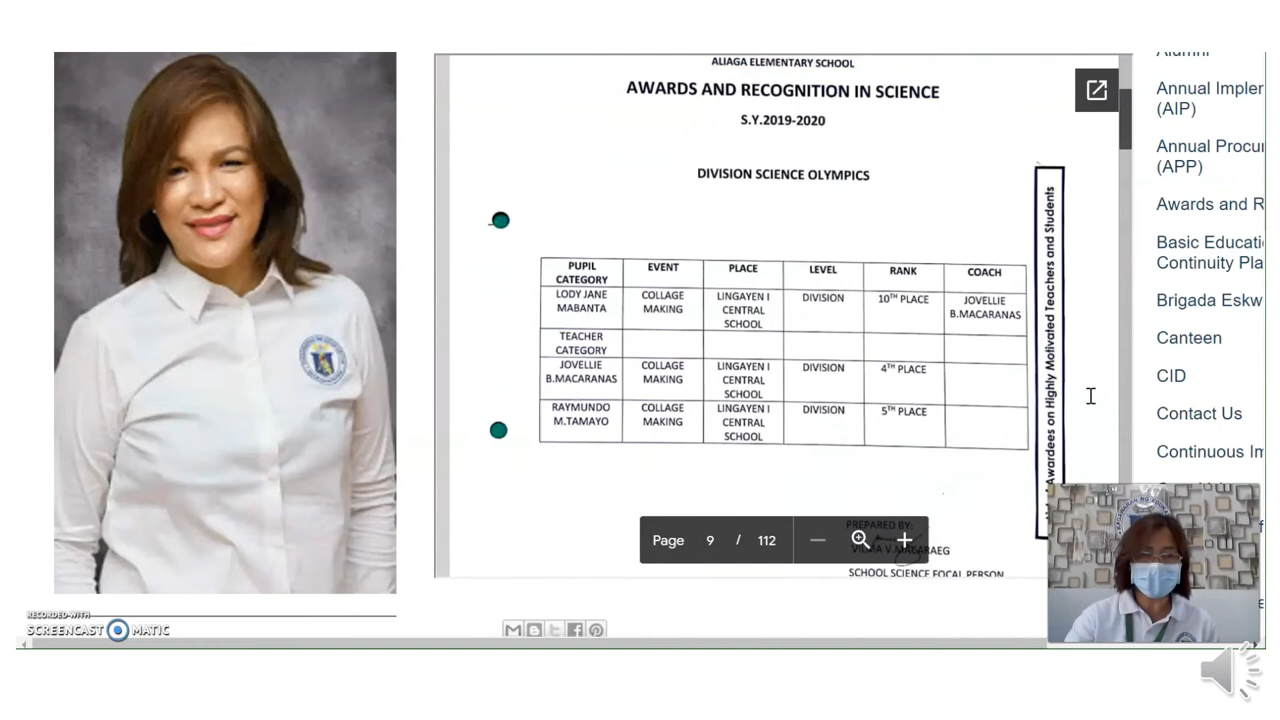 ALIAGA ELEMENTARY SCHOOL
AWARDS AND RECOGNITION IN SCIENCE
S.Y.2019-2020
DIVISION SCIENCE OLYMPICS
PUPIL CATEGORY EVENT PLACE LEVEL RANK COACH
LODY JANE MABANTA COLLAGE MAKING LINGAYEN I CENTRAL SCHOOL DIVISION 10TH PLACE JOVELLIE B.MACARANAS
TEACHER CATEGORY
JOVELLIE B.MACARANAS COLLAGE MAKING LINGAYEN I CENTRAL SCHOOL DIVISION 4TH PLACE
RAYMUNDO M.TAMAYO COLLAGE MAKING LINGAYEN I CENTRAL SCHOOL DIVISION 5TH PLACE
Awardees on Highly Motivated Teachers and Students
PREPARED BY:
SCHOOL SCIENCE FOCAL PERSON
Page 9 / 112
Alumni
Annual Imple
(AIP)
Annual Procu
(APP)
Awards and R
Basic Educati
Continuity Pla
Brigada Eskw
Canteen
CID
Contact Us
Continuous Im
RECORDED WITH
SCREENCAST MATIC